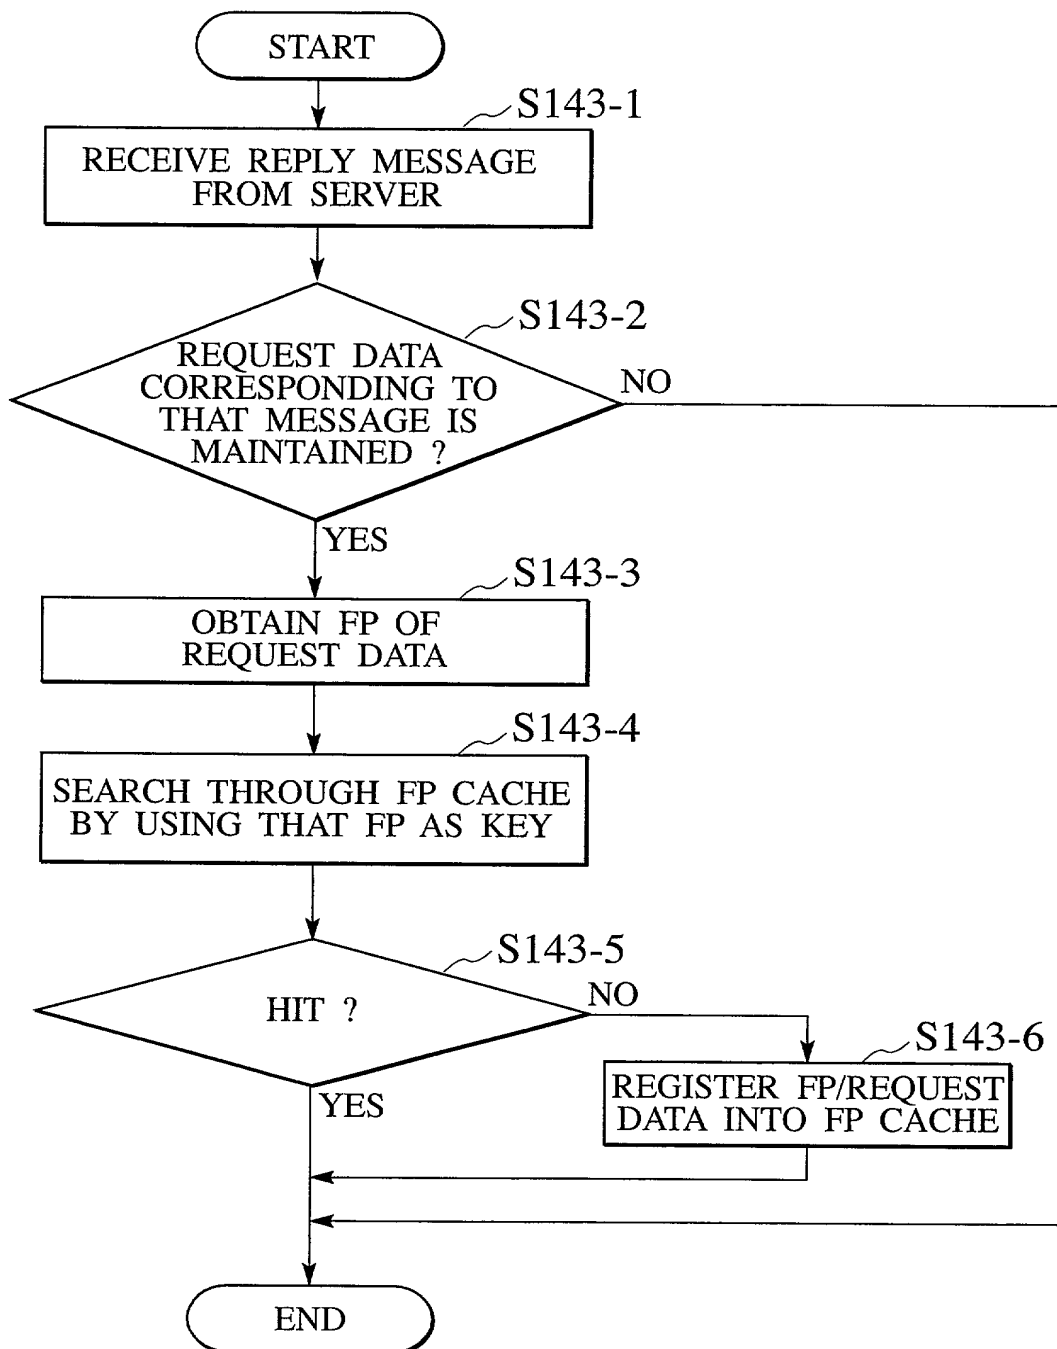 START
S143-1
RECEIVE REPLY MESSAGE
FROM SERVER
S143-2
REQUEST DATA
CORRESPONDING TO
THAT MESSAGE IS
MAINTAINED ?
NO
YES
S143-3
OBTAIN FP OF
REQUEST DATA
S143-4
SEARCH THROUGH FP CACHE
BY USING THAT FP AS KEY
S143-5
HIT ?
NO
S143-6
REGISTER FP/REQUEST
DATA INTO FP CACHE
YES
END